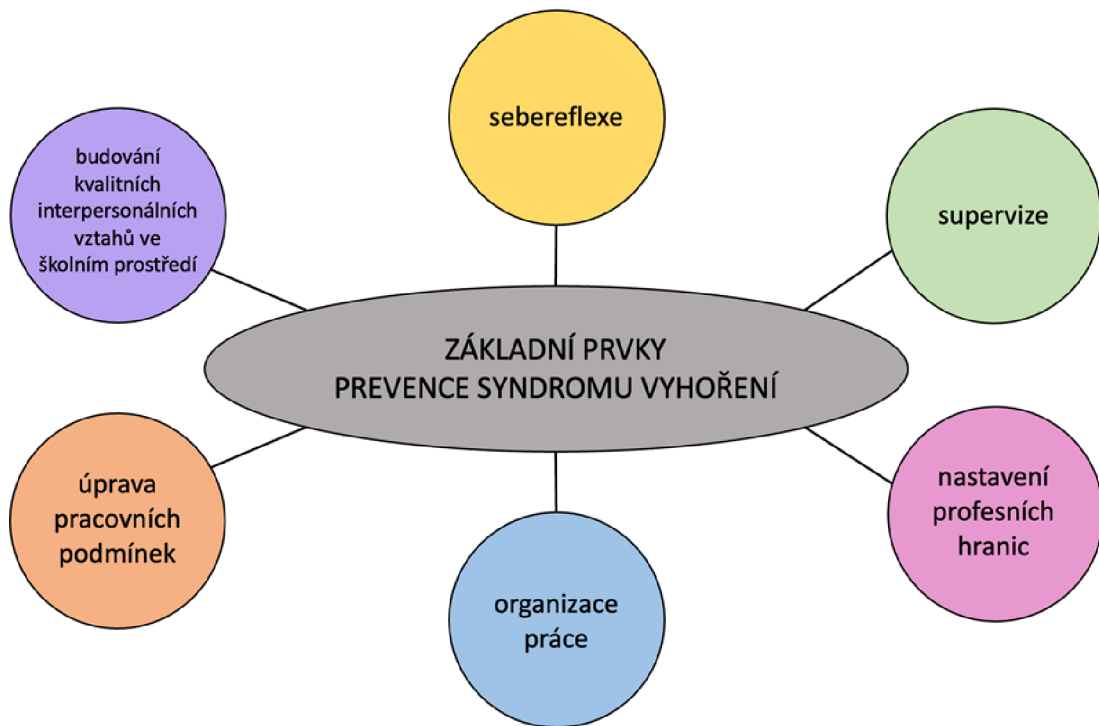 sebereflexe
budování
kvalitních
interpersonálních
vztahů ve
školním prostředí
supervize
ZÁKLADNÍ PRVKY
PREVENCE SYNDROMU VYHOŘENÍ
úprava
pracovních
podmínek
nastavení
profesních
hranic
organizace
práce